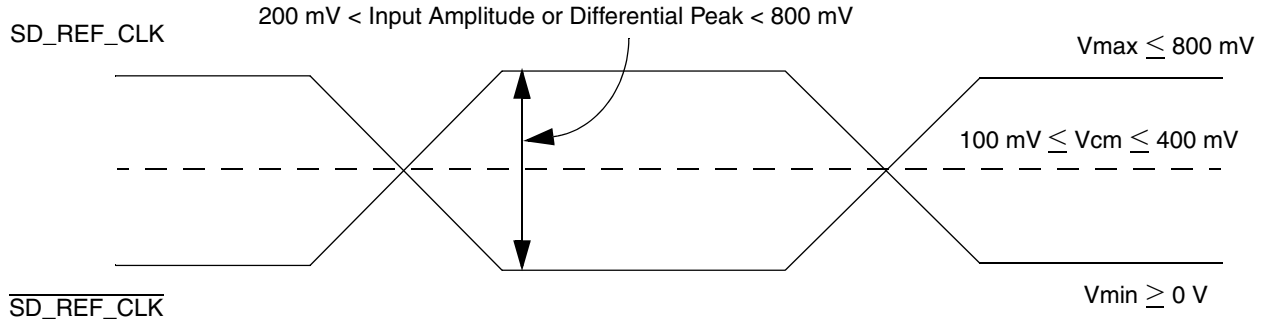 200 mV < Input Amplitude or Differential Peak < 800 mV
SD_REF_CLK
Vmax ≤ 800 mV
100 mV ≤ Vcm ≤ 400 mV
Vmin ≥ 0 V
S̅D̅_̅R̅E̅F̅_̅C̅L̅K̅